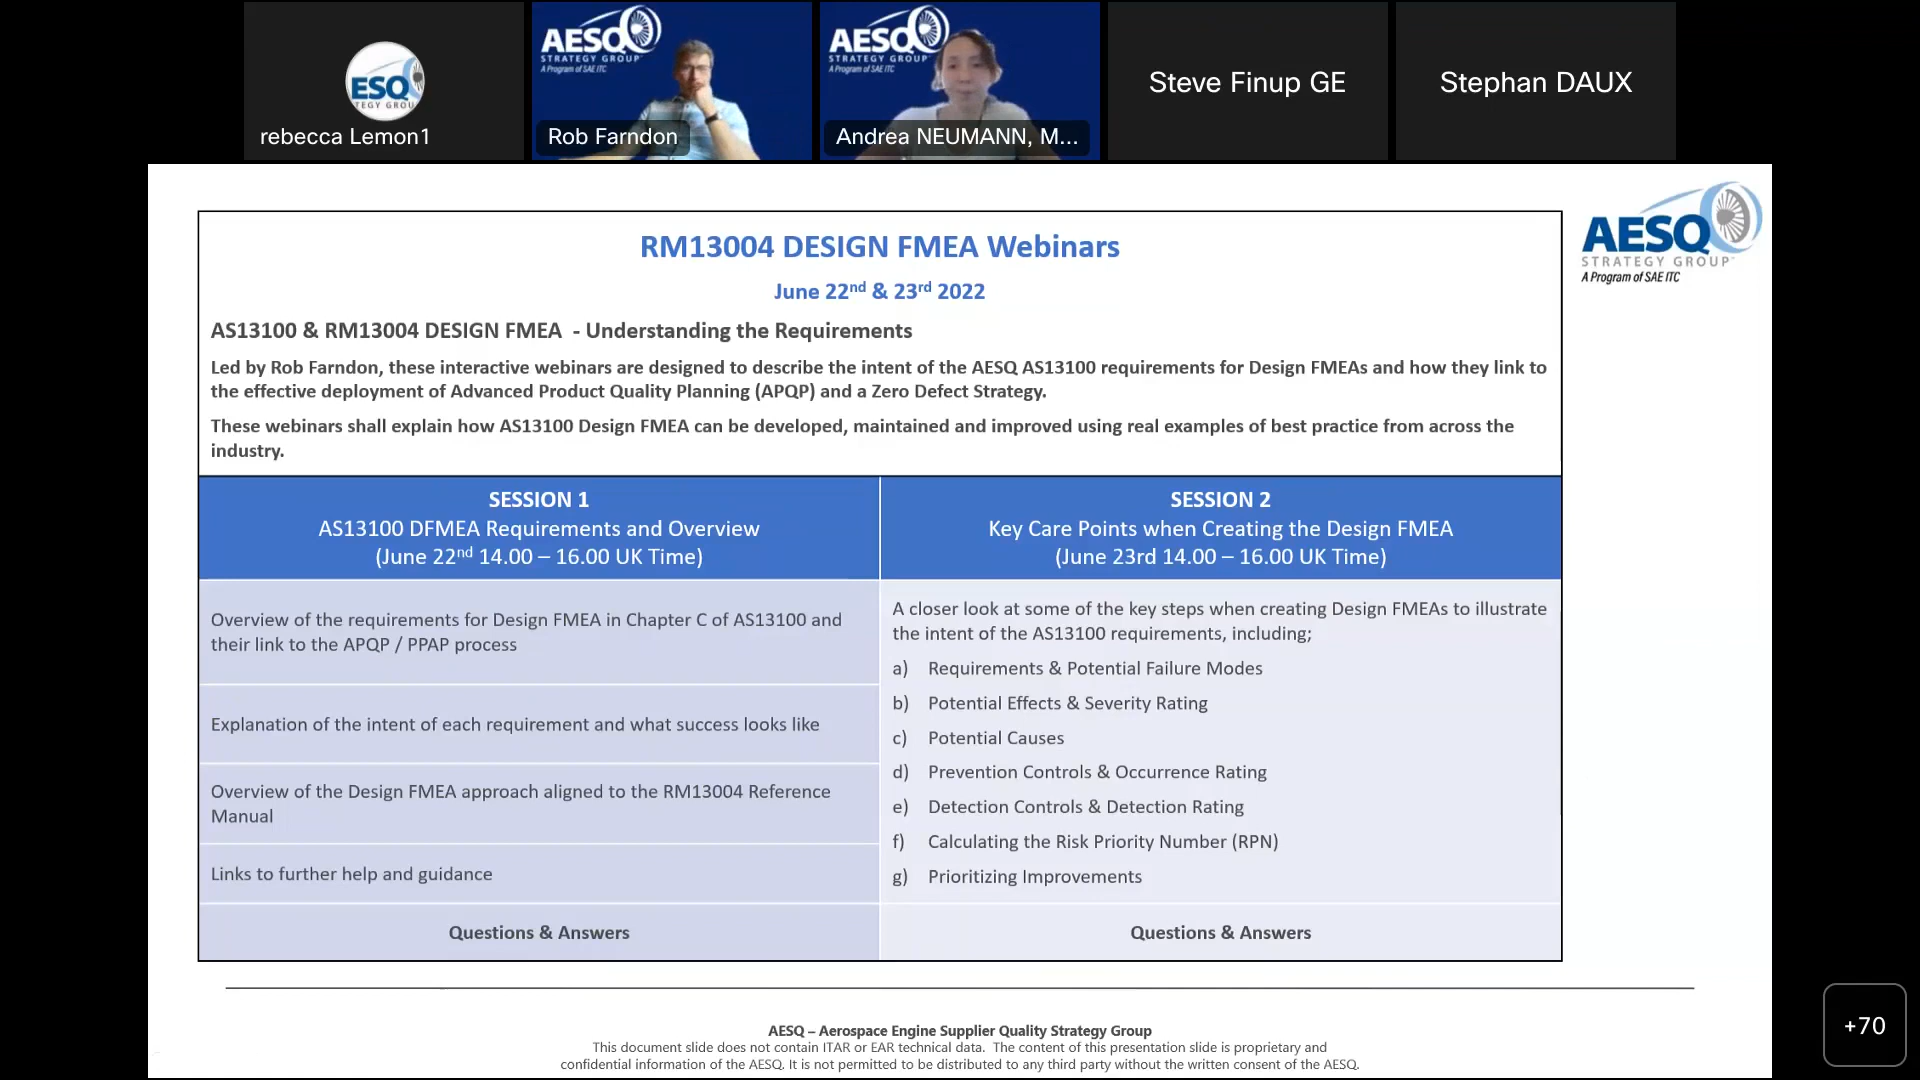 ESQ
TEGY GROU
rebecca Lemon1
AESQ
STRATEGY GROUP
A Program of SAE ITC
Rob Farndon
AESQ
STRATEGY GROUP
A Program of SAE ITC
Andrea NEUMANN, M...
Steve Finup GE
Stephan DAUX
AESQ
STRATEGY GROUP
A Program of SAE ITC
RM13004 DESIGN FMEA Webinars
June 22nd & 23rd 2022
AS13100 & RM13004 DESIGN FMEA - Understanding the Requirements
Led by Rob Farndon, these interactive webinars are designed to describe the intent of the AESQ AS13100 requirements for Design FMEAs and how they link to
the effective deployment of Advanced Product Quality Planning (APQP) and a Zero Defect Strategy.
These webinars shall explain how AS13100 Design FMEA can be developed, maintained and improved using real examples of best practice from across the
industry.
SESSION 1
AS13100 DFMEA Requirements and Overview
(June 22nd 14.00 – 16.00 UK Time)
Overview of the requirements for Design FMEA in Chapter C of AS13100 and
their link to the APQP / PPAP process
Explanation of the intent of each requirement and what success looks like
Overview of the Design FMEA approach aligned to the RM13004 Reference
Manual
Links to further help and guidance
Questions & Answers
SESSION 2
Key Care Points when Creating the Design FMEA
(June 23rd 14.00 – 16.00 UK Time)
A closer look at some of the key steps when creating Design FMEAs to illustrate
the intent of the AS13100 requirements, including;
a) Requirements & Potential Failure Modes
b) Potential Effects & Severity Rating
c) Potential Causes
d) Prevention Controls & Occurrence Rating
e) Detection Controls & Detection Rating
f) Calculating the Risk Priority Number (RPN)
g) Prioritizing Improvements
Questions & Answers
AESQ – Aerospace Engine Supplier Quality Strategy Group
This document slide does not contain ITAR or EAR technical data. The content of this presentation slide is proprietary and
confidential information of the AESQ. It is not permitted to be distributed to any third party without the written consent of the AESQ.
+70